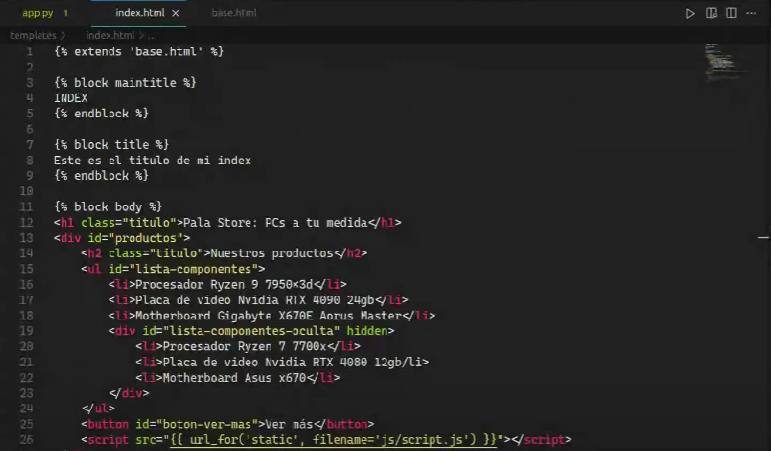 app.py 1 index.html × base.html
templates > index.html > ...
1 {% extends 'base.html' %}
2
3 {% block maintitle %}
4 INDEX
5 {% endblock %}
6
7 {% block title %}
8 Este es el titulo de mi index
9 {% endblock %}
10
11 {% block body %}
12 <h1 class="titulo">Pala Store: PCs a tu medida</h1>
13 <div id="productos">
14 <h2 class="titulo">Nuestros productos</h2>
15 <ul id="lista-componentes">
16 <li>Procesador Ryzen 9 7950x3d</li>
17 <li>Placa de video Nvidia RTX 4090 24gb</li>
18 <li>Motherboard Gigabyte X670E Aorus Master</li>
19 <div id="lista-componentes-oculta" hidden>
20 <li>Procesador Ryzen 7 7700x</li>
21 <li>Placa de video Nvidia RTX 4080 12gb/li>
22 <li>Motherboard Asus x670</li>
23 </div>
24 </ul>
25 <button id="boton-ver-mas">Ver más</button>
26 <script src="{{ url_for('static', filename='js/script.js') }}"></script>